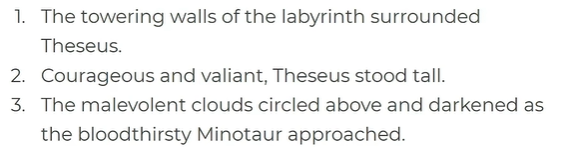 1. The towering walls of the labyrinth surrounded
Theseus.
2. Courageous and valiant, Theseus stood tall.
3. The malevolent clouds circled above and darkened as
the bloodthirsty Minotaur approached.